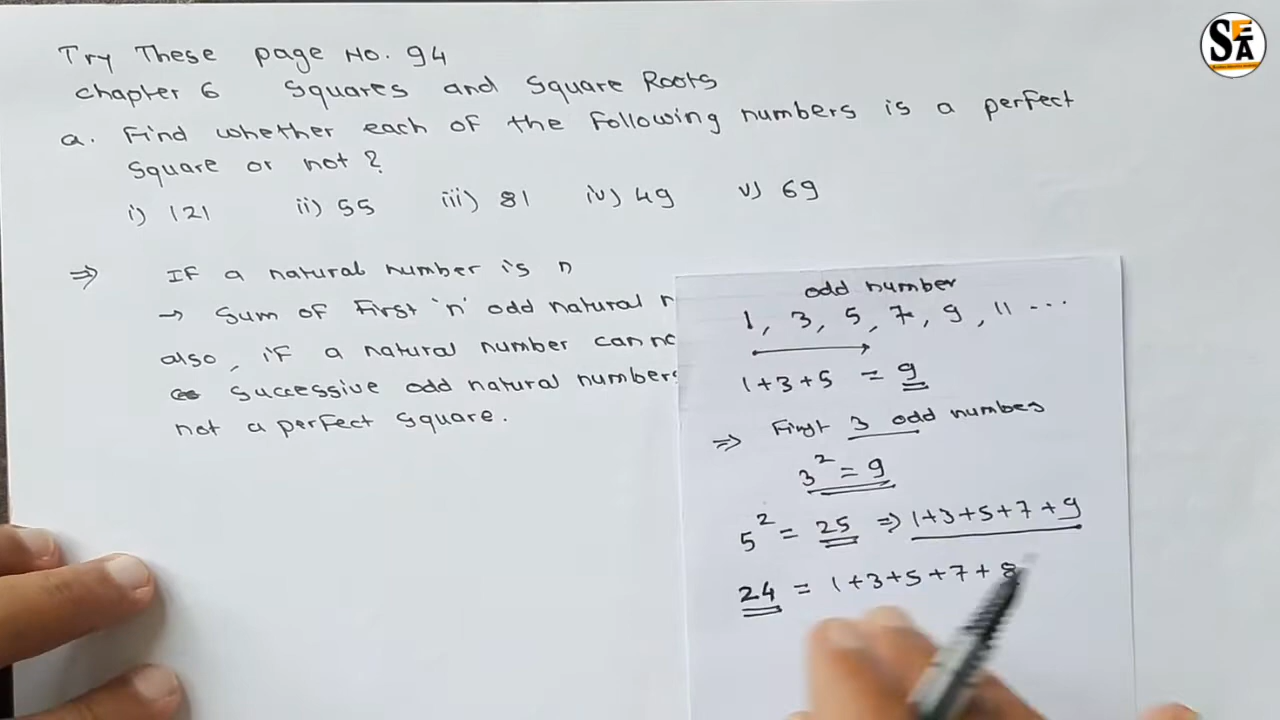 Try These page No. 94
Chapter 6 Squares and Square Roots
a. Find whether each of the following numbers is a perfect
Square or not?
i) 121 ii) 55 iii) 81 iv) 49 v) 69
⇒ If a natural number is n
→ Sum of First 'n' odd natural n
also, if a natural number canno
successive odd natural numbers
not a perfect square.
odd number
1, 3, 5, 7, 9, 11 ...
1+3+5 = 9
⇒ First 3 odd numbes
3² = 9
5² = 25 ⇒ 1+3+5+7+9
24 = 1+3+5+7+8
SETA